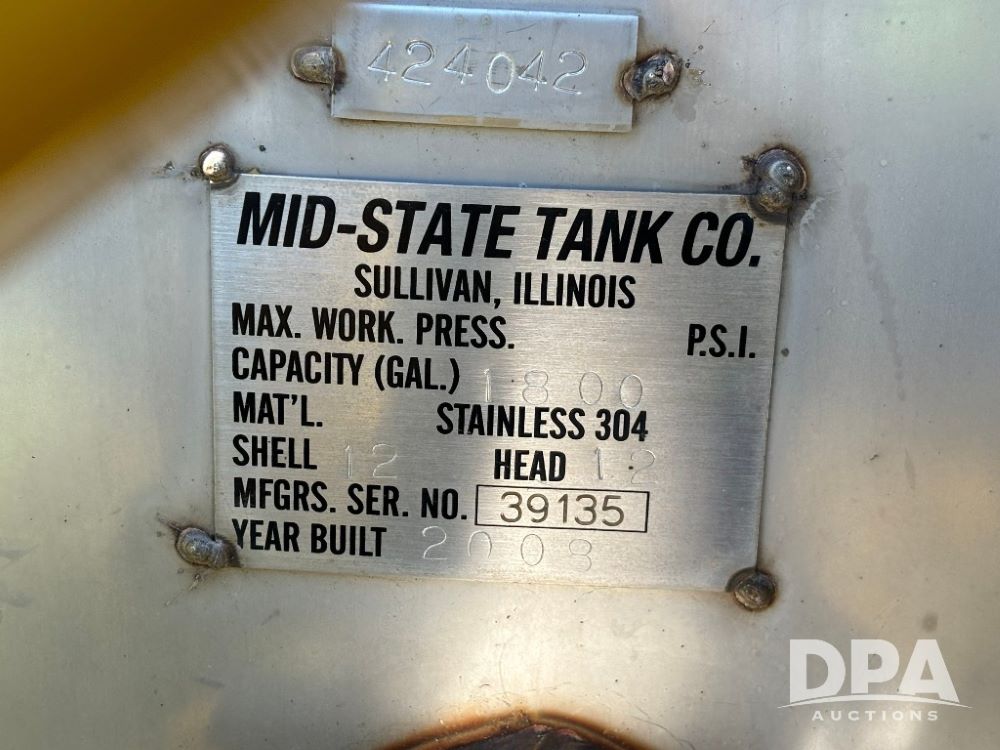 424042
MID-STATE TANK CO.
SULLIVAN, ILLINOIS
MAX. WORK. PRESS. P.S.I.
CAPACITY (GAL.) 1800
MAT'L. STAINLESS 304
SHELL 12 HEAD 12
MFGRS. SER. NO. 39135
YEAR BUILT 2008
DPA
AUCTIONS